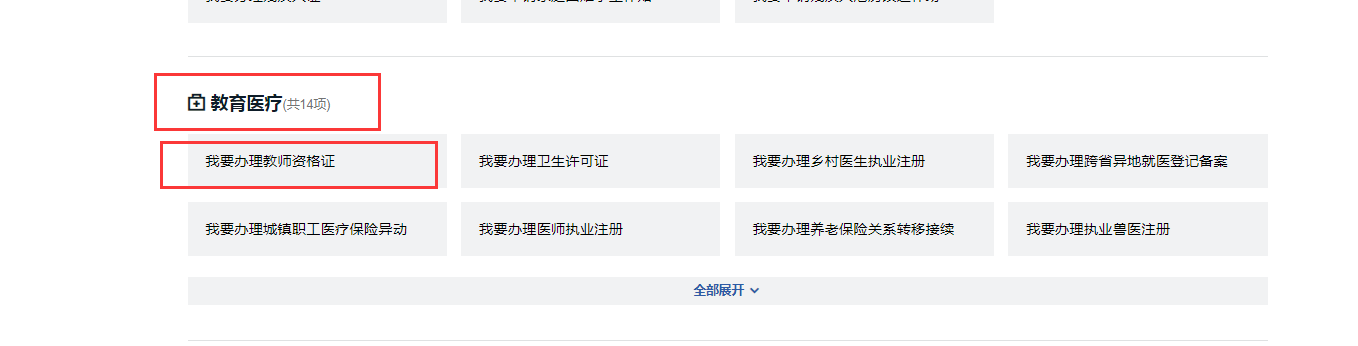 教育医疗(共14项)
我要办理教师资格证
我要办理卫生许可证
我要办理乡村医生执业注册
我要办理跨省异地就医登记备案
我要办理城镇职工医疗保险异动
我要办理医师执业注册
我要办理养老保险关系转移接续
我要办理执业兽医注册
全部展开